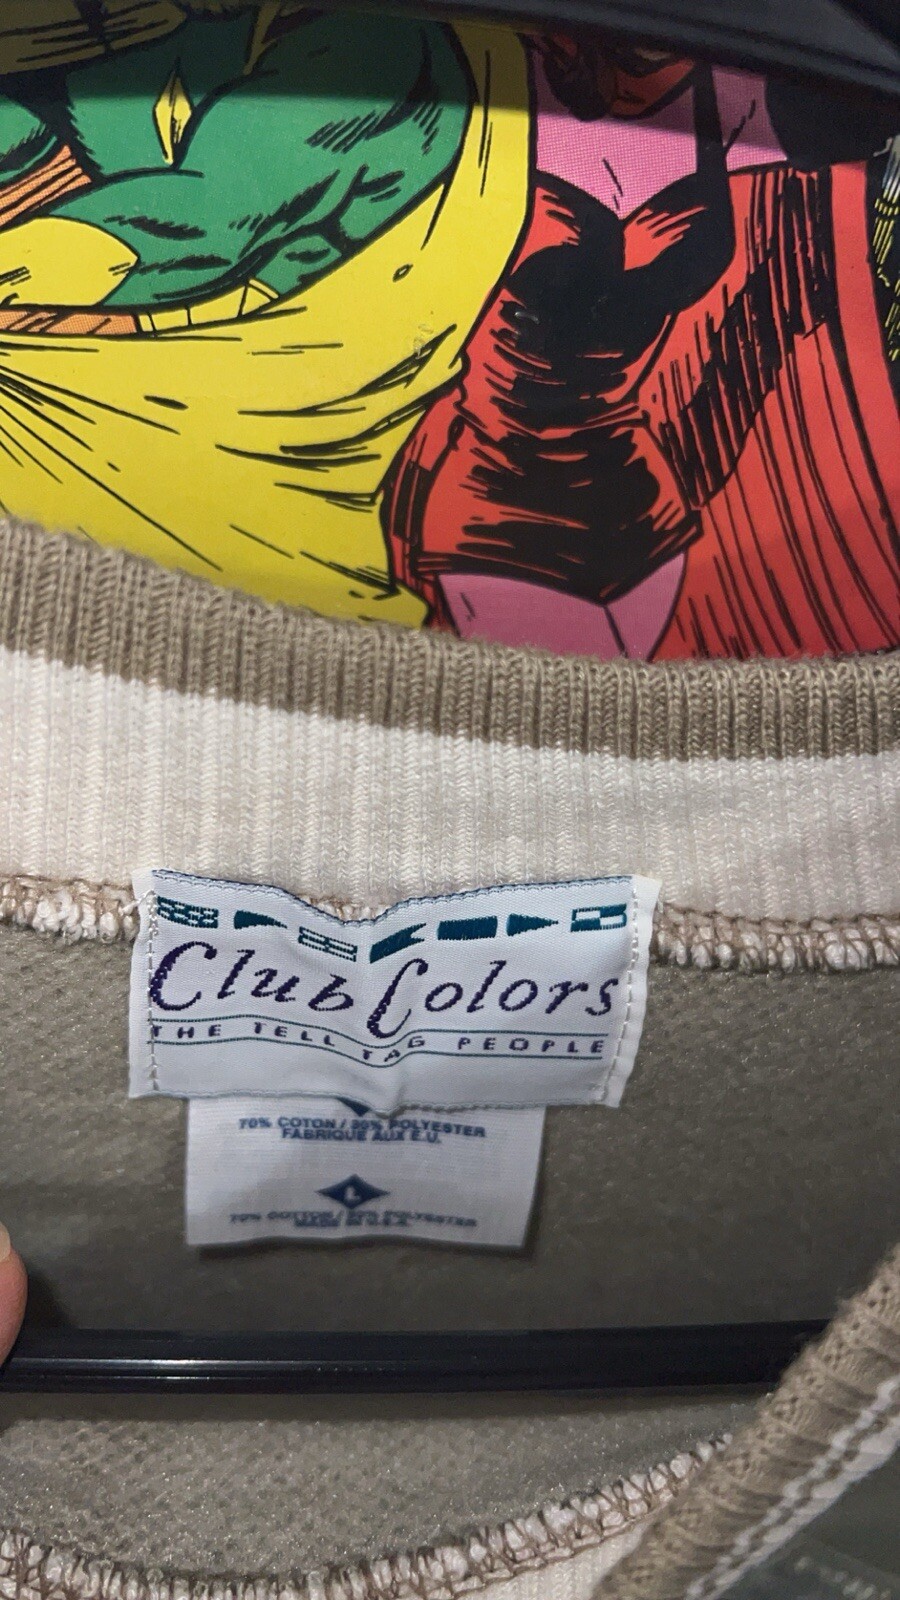 Club Colors
THE TELL TAG PEOPLE
70% COTON / 30% POLYESTER
FABRIQUE AUX E.U.
L
70% COTTON / 30% POLYESTER
MADE IN U.S.A.